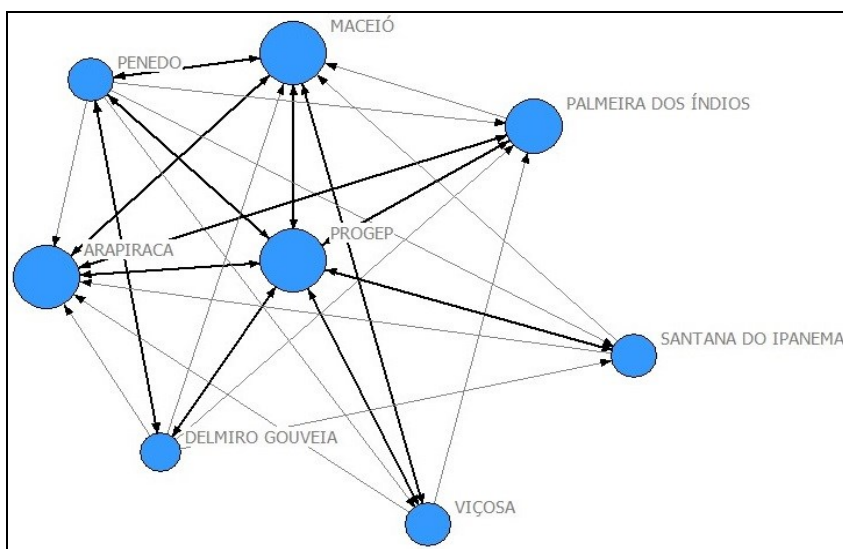 MACEIÓ
PENEDO
PALMEIRA DOS ÍNDIOS
PROGEP
ARAPIRACA
SANTANA DO IPANEMA
DELMIRO GOUVEIA
VIÇOSA